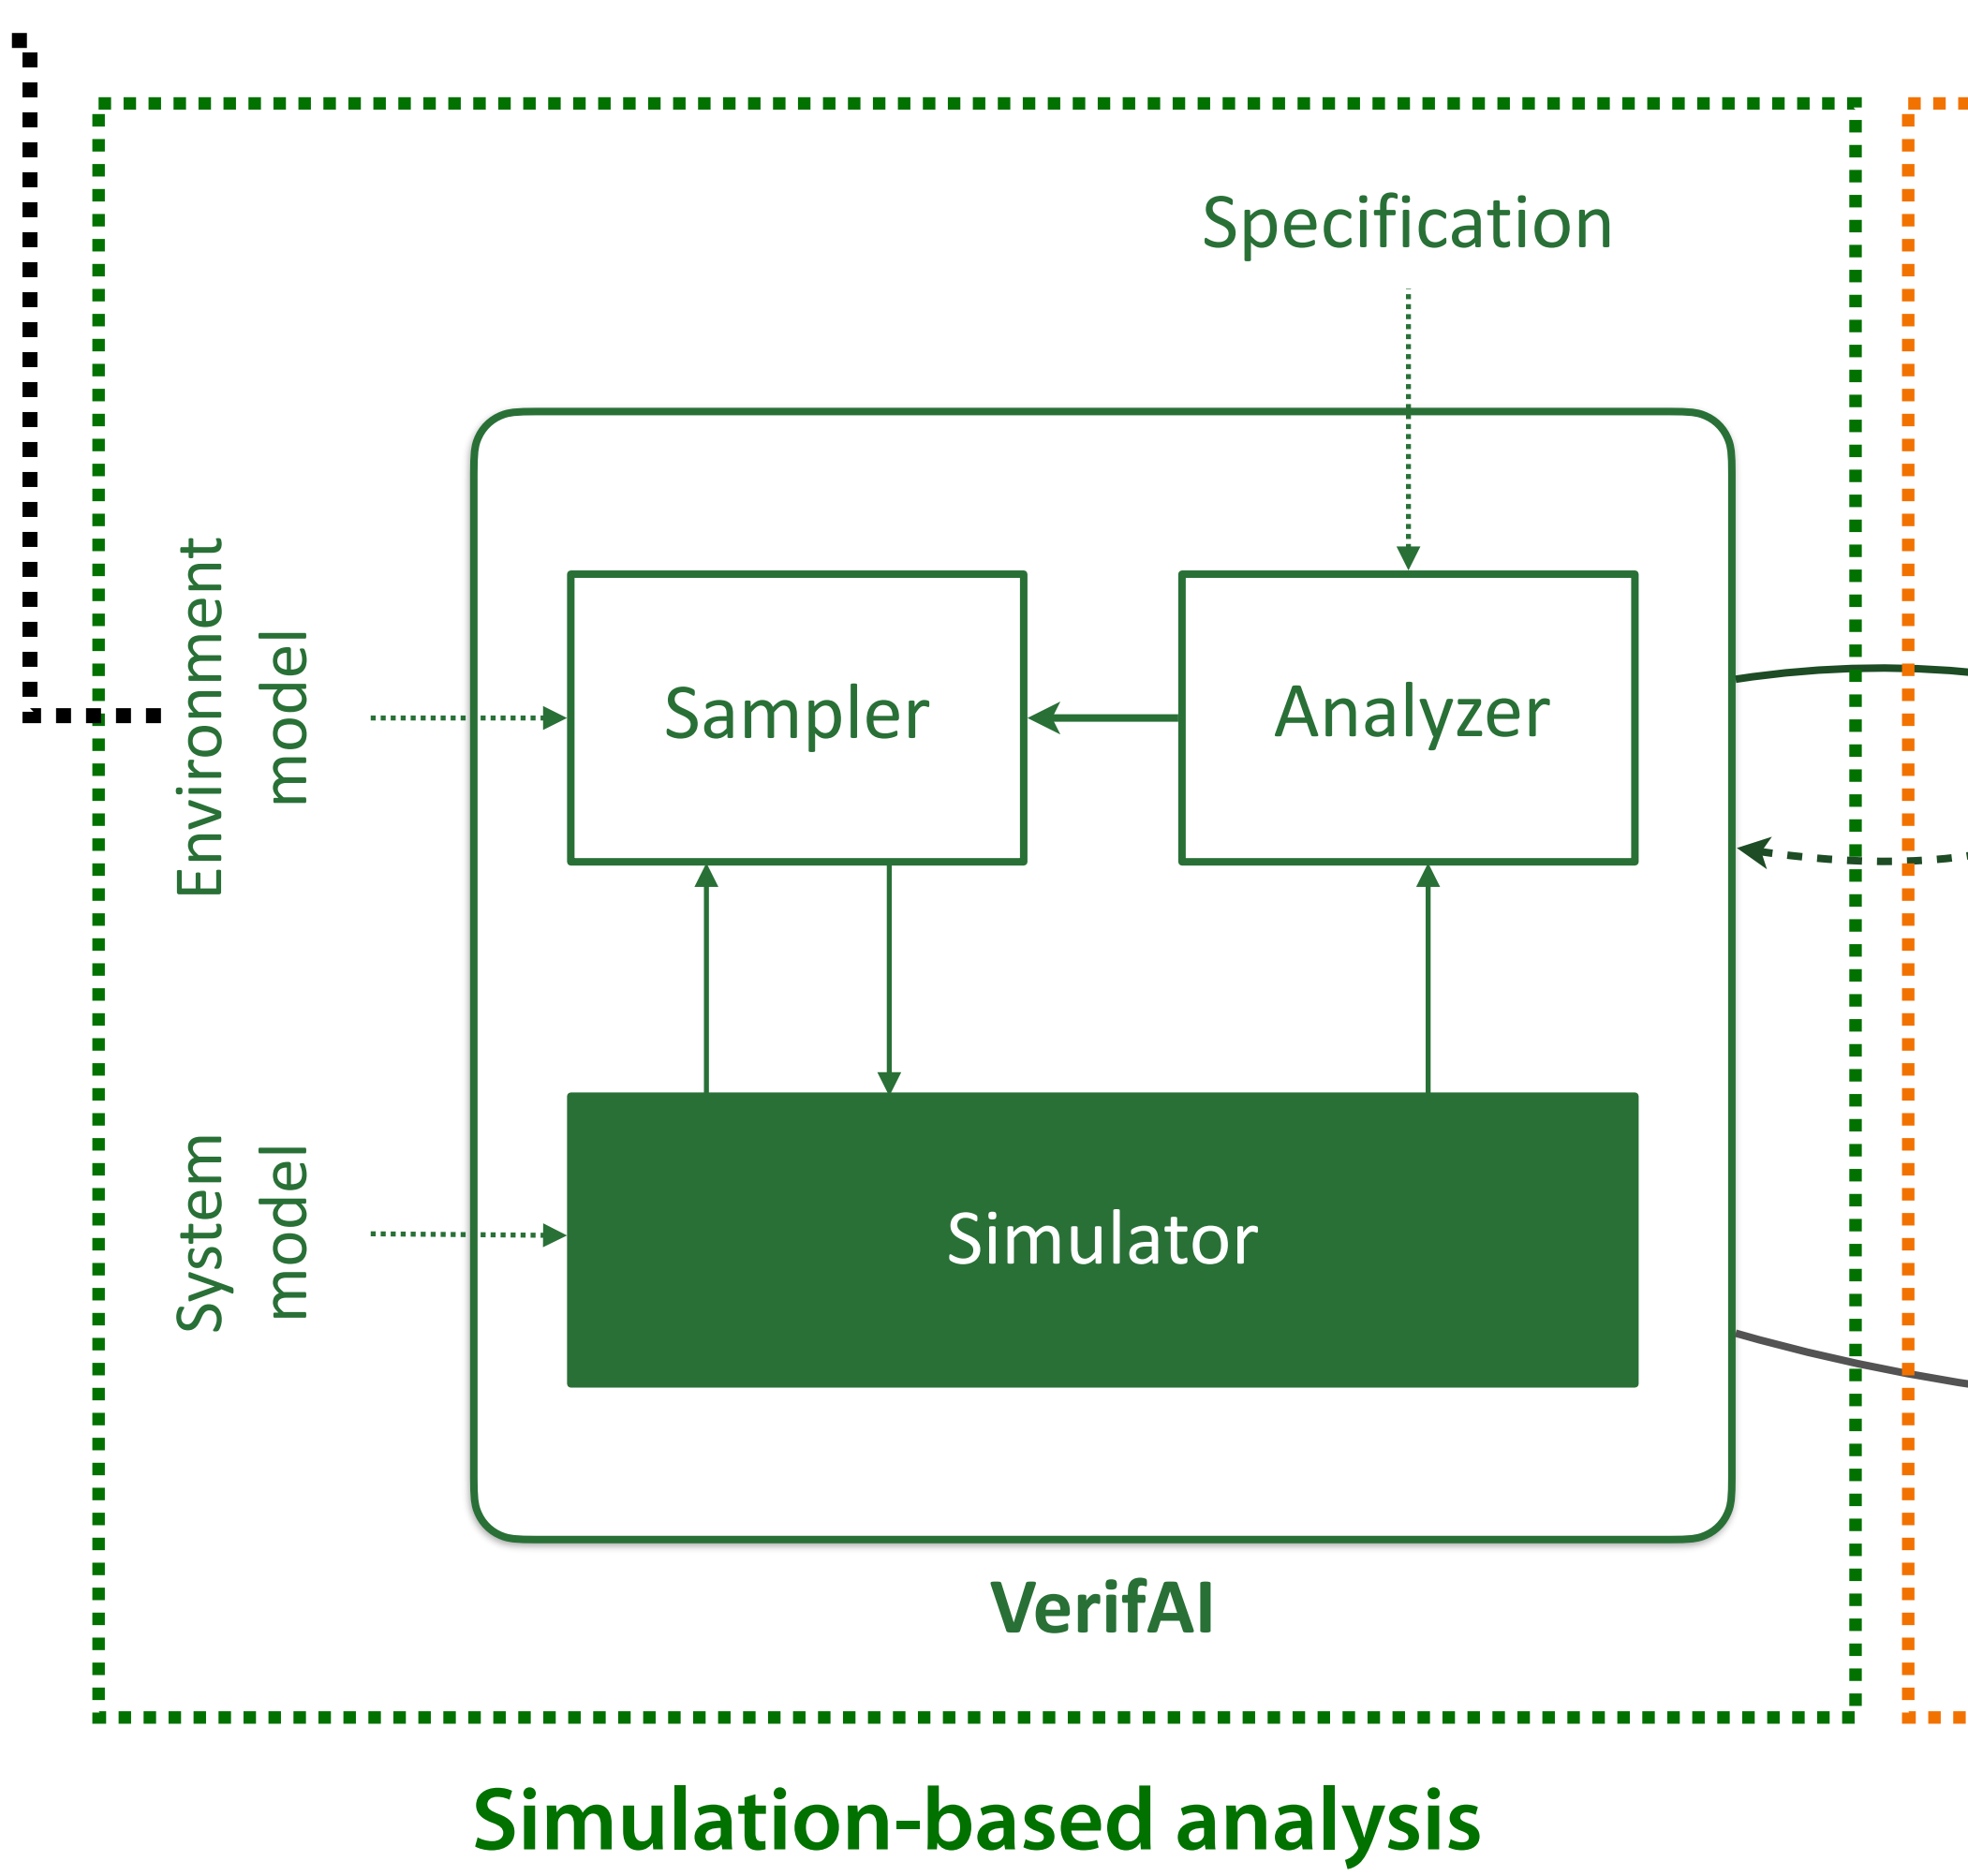 Specification
Environment
model
Sampler
Analyzer
System
model
Simulator
VerifAI
Simulation-based analysis